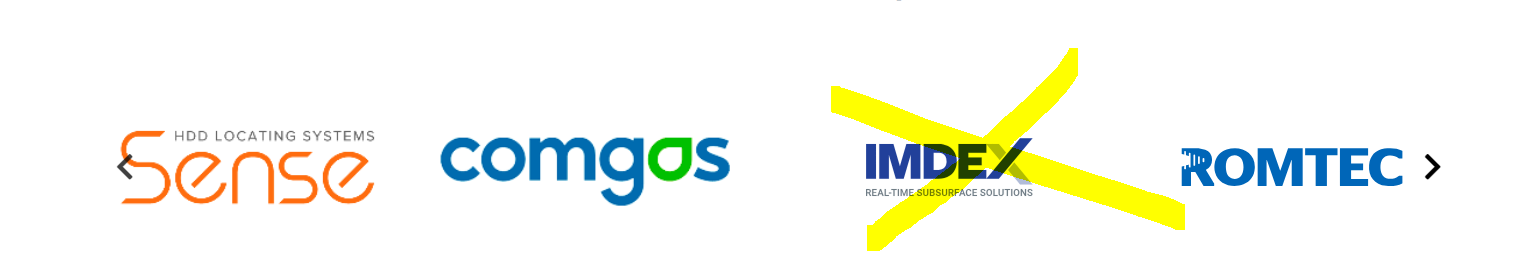 HDD LOCATING SYSTEMS
Sense
comgas
IMDEX
REAL-TIME SUBSURFACE SOLUTIONS
ROMTEC